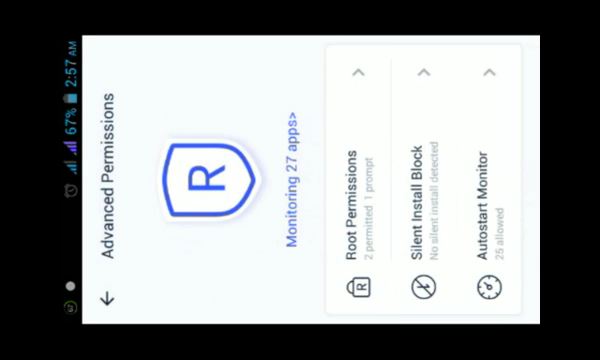 67% 2:57 AM
Advanced Permissions
R
Monitoring 27 apps>
R
Root Permissions
2 permitted 1 prompt
Silent Install Block
No silent install detected
Autostart Monitor
25 allowed